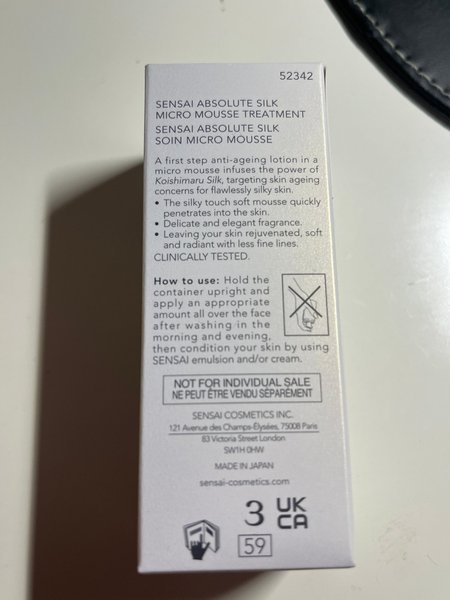 52342
SENSAI ABSOLUTE SILK
MICRO MOUSSE TREATMENT
SENSAI ABSOLUTE SILK
SOIN MICRO MOUSSE
A first step anti-ageing lotion in a
micro mousse infuses the power of
Koishimaru Silk, targeting skin ageing
concerns for flawlessly silky skin.
• The silky touch soft mousse quickly
penetrates into the skin.
• Delicate and elegant fragrance.
• Leaving your skin rejuvenated, soft
and radiant with less fine lines.
CLINICALLY TESTED.
How to use: Hold the
container upright and
apply an appropriate
amount all over the face
after washing in the
morning and evening,
then condition your skin by using
SENSAI emulsion and/or cream.
NOT FOR INDIVIDUAL SALE
NE PEUT ÊTRE VENDU SÉPARÉMENT
SENSAI COSMETICS INC.
121 Avenue des Champs-Élysées, 75008 Paris
83 Victoria Street London
SW1H 0HW
MADE IN JAPAN
sensai-cosmetics.com
3 UK
CA
59